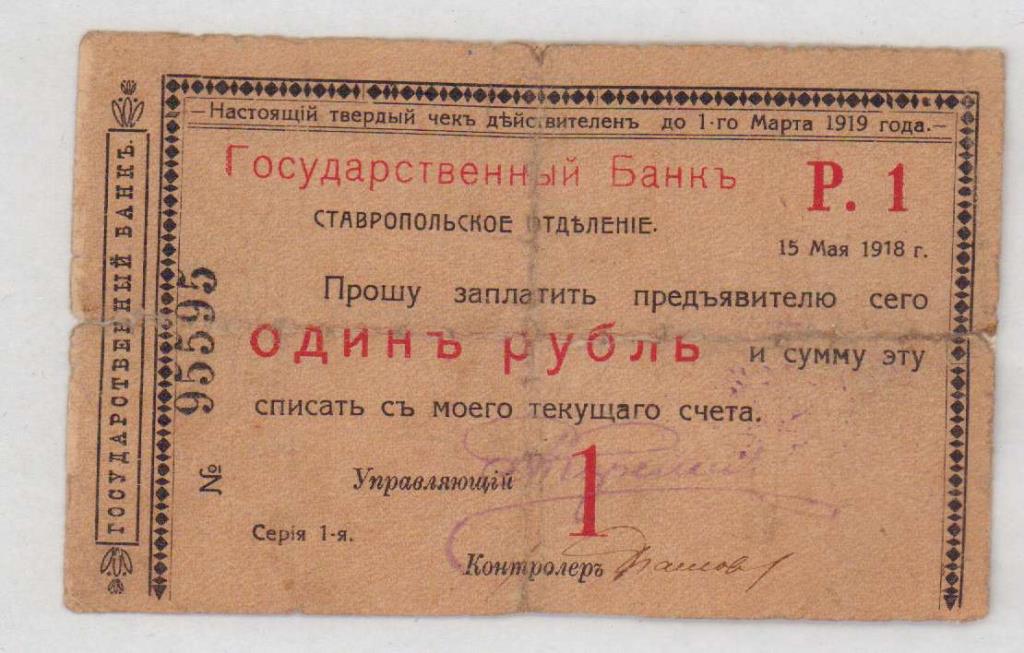 Настоящій твердый чекъ дѣйствителенъ до 1-го Марта 1919 года.
Государственный Банкъ
Р. 1
СТАВРОПОЛЬСКОЕ ОТДѢЛЕНІЕ.
15 Мая 1918 г.
Прошу заплатить предъявителю сего
одинъ рубль и сумму эту
списать съ моего текущаго счета.
Управляющій
1
Серія 1-я.
Контролеръ
ГОСУДАРСТВЕННЫЙ БАНКЪ.
№ 95595